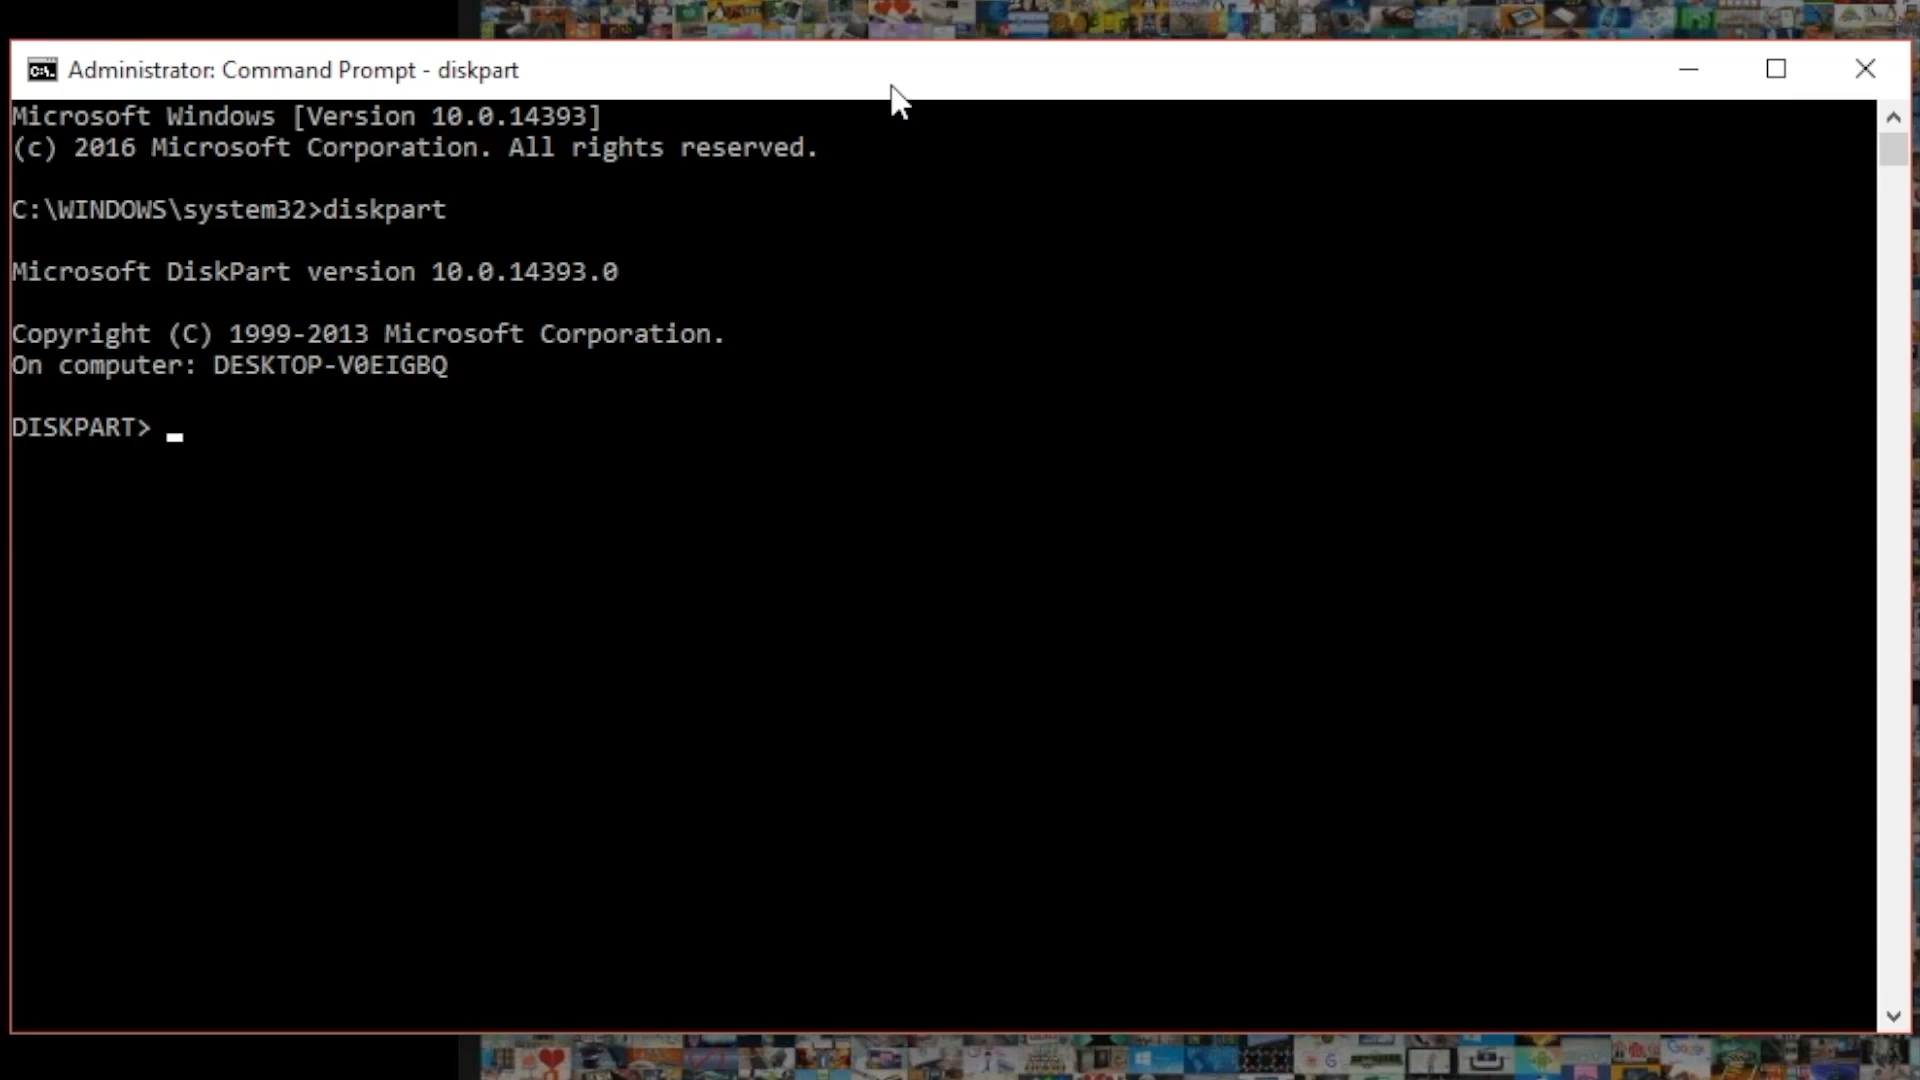 Administrator: Command Prompt - diskpart
Microsoft Windows [Version 10.0.14393]
(c) 2016 Microsoft Corporation. All rights reserved.
C:\WINDOWS\system32>diskpart
Microsoft DiskPart version 10.0.14393.0
Copyright (C) 1999-2013 Microsoft Corporation.
On computer: DESKTOP-V0EIGBQ
DISKPART>